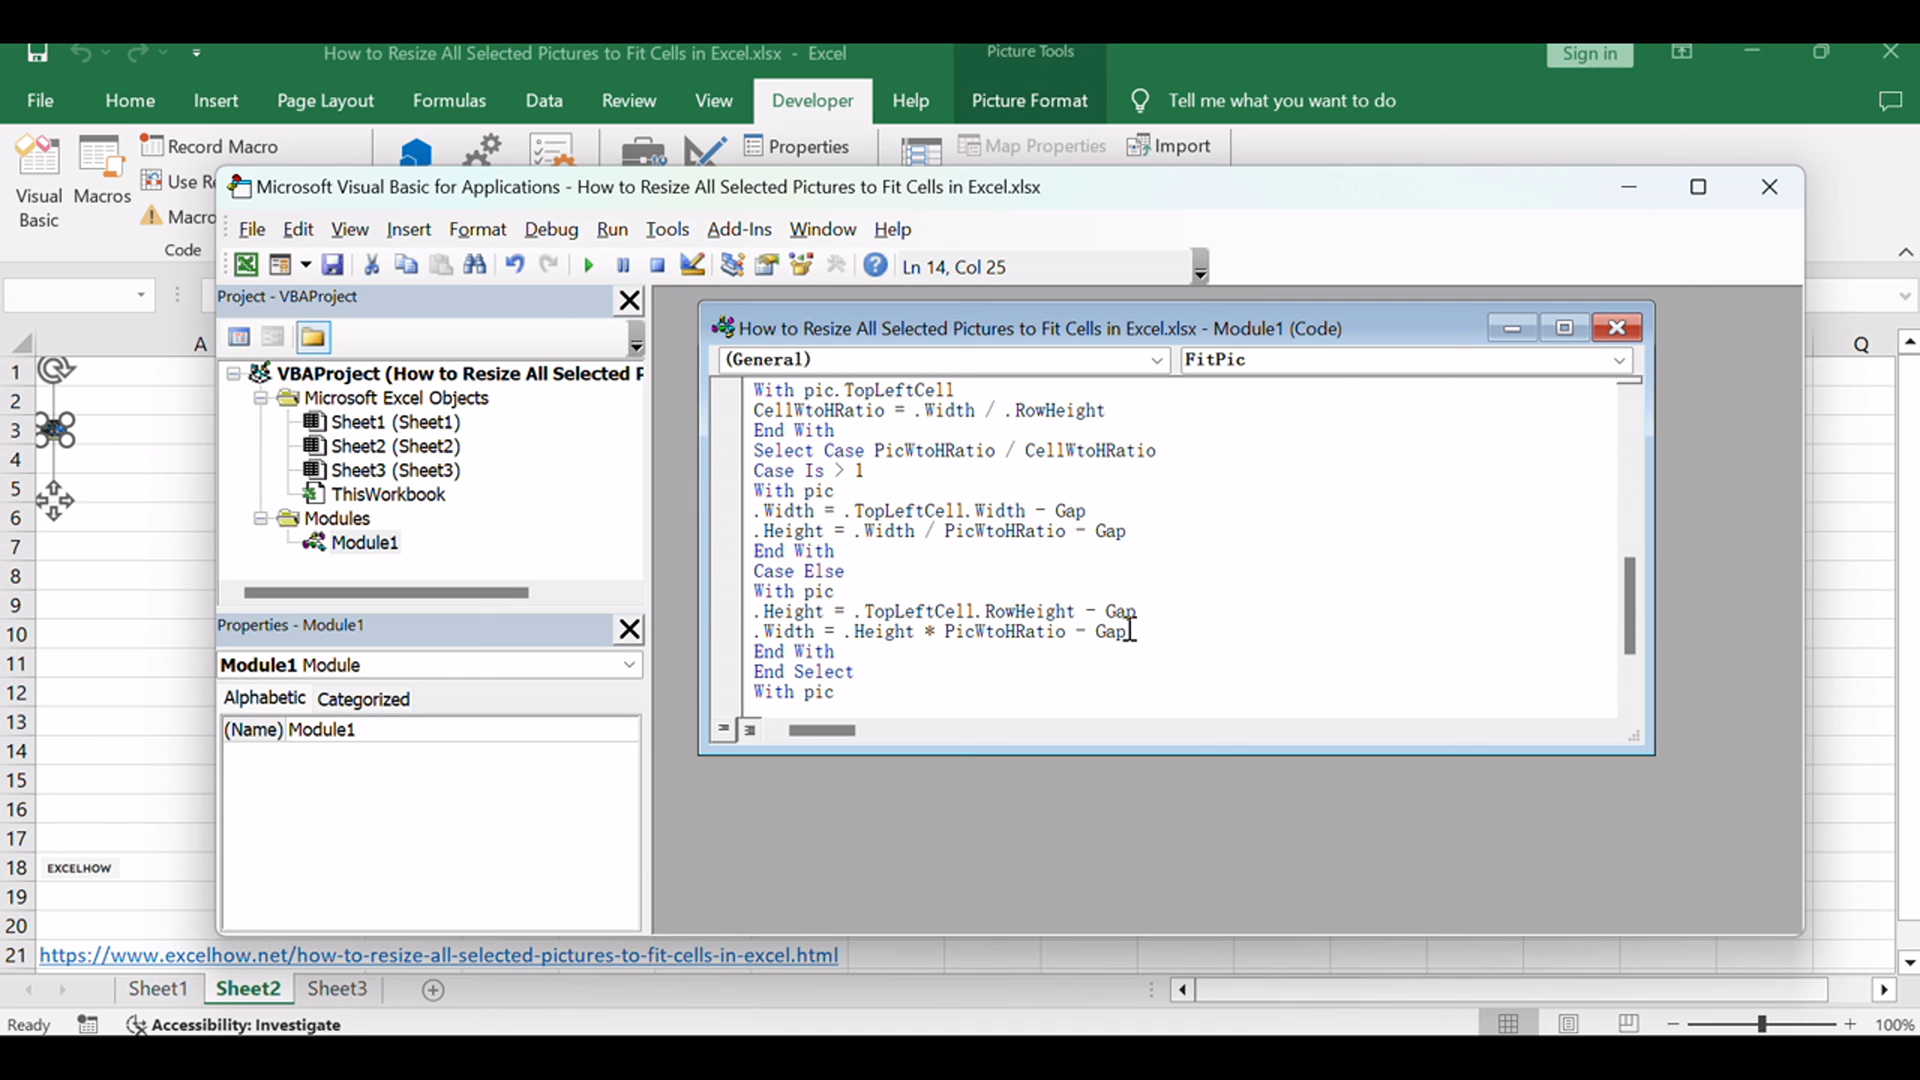 How to Resize All Selected Pictures to Fit Cells in Excel.xlsx - Excel
Picture Tools
Sign in
File Home Insert Page Layout Formulas Data Review View Developer Help Picture Format Tell me what you want to do
Visual Basic
Macros
Record Macro
Use Re
Macro
Code
Properties
Map Properties
Import
Microsoft Visual Basic for Applications - How to Resize All Selected Pictures to Fit Cells in Excel.xlsx
File Edit View Insert Format Debug Run Tools Add-Ins Window Help
Ln 14, Col 25
Project - VBAProject
VBAProject (How to Resize All Selected P
Microsoft Excel Objects
Sheet1 (Sheet1)
Sheet2 (Sheet2)
Sheet3 (Sheet3)
ThisWorkbook
Modules
Module1
Properties - Module1
Module1 Module
Alphabetic Categorized
(Name) Module1
How to Resize All Selected Pictures to Fit Cells in Excel.xlsx - Module1 (Code)
(General) FitPic
With pic.TopLeftCell
CellWtoHRatio = .Width / .RowHeight
End With
Select Case PicWtoHRatio / CellWtoHRatio
Case Is > 1
With pic
.Width = .TopLeftCell.Width - Gap
.Height = .Width / PicWtoHRatio - Gap
End With
Case Else
With pic
.Height = .TopLeftCell.RowHeight - Gap
.Width = .Height * PicWtoHRatio - Gap
End With
End Select
With pic
A Q
1
2
3
4
5
6
7
8
9
10
11
12
13
14
15
16
17
18 EXCELHOW
19
20
21 https://www.excelhow.net/how-to-resize-all-selected-pictures-to-fit-cells-in-excel.html
Sheet1 Sheet2 Sheet3
Ready Accessibility: Investigate 100%